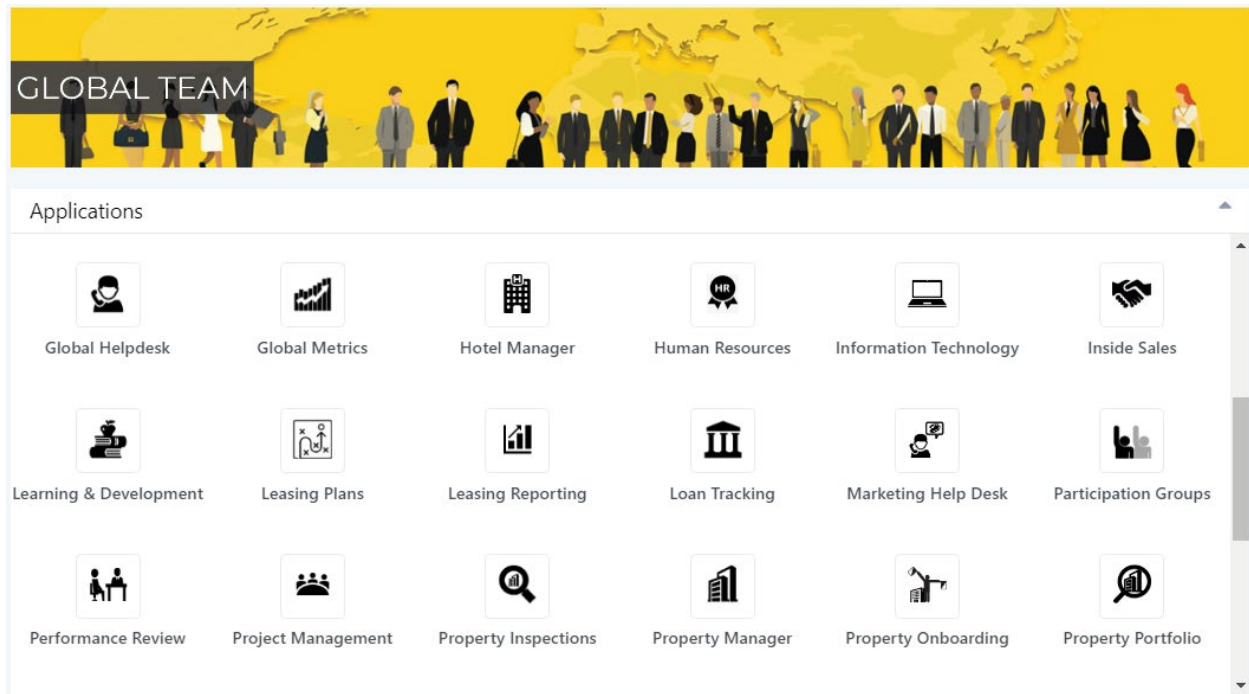 GLOBAL TEAM
Applications
Global Helpdesk
Global Metrics
H
Hotel Manager
HR
Human Resources
Information Technology
Inside Sales
Learning & Development
Leasing Plans
Leasing Reporting
Loan Tracking
Marketing Help Desk
Participation Groups
Performance Review
Project Management
Property Inspections
Property Manager
Property Onboarding
Property Portfolio